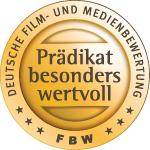 DEUTSCHE FILM- UND MEDIENBEWERTUNG
Prädikat
besonders
wertvoll
FBW